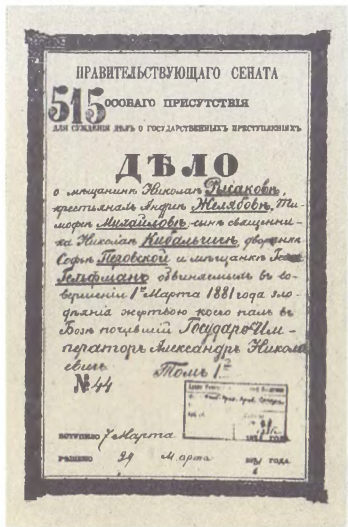 ПРАВИТЕЛЬСТВУЮЩАГО СЕНАТА
515
ОСОБАГО ПРИСУТСТВІЯ
ДЛЯ СУЖДЕНІЯ ДѢЛЪ О ГОСУДАРСТВЕННЫХЪ ПРЕСТУПЛЕНІЯХЪ
ДѢЛО
о мѣщанинѣ Николаѣ Рысаковѣ,
крестьянахъ Андреѣ Желябовѣ, Ти-
мофеѣ Михайловѣ, сынѣ священни-
ка Николаѣ Кибальчичѣ, дворянкѣ
Софьѣ Перовской и мѣщанкѣ Гесѣ
Гельфманъ обвиняемыхъ въ со-
вершеніи 1го Марта 1881 года зло-
дѣянія жертвою коего палъ въ
Бозѣ почившій Государь Им-
ператоръ Александръ Никола
евичъ
Томъ 1й
№ 44
ВСТУПИЛО 7 Марта
РѢШЕНО 29 Марта ГОДА